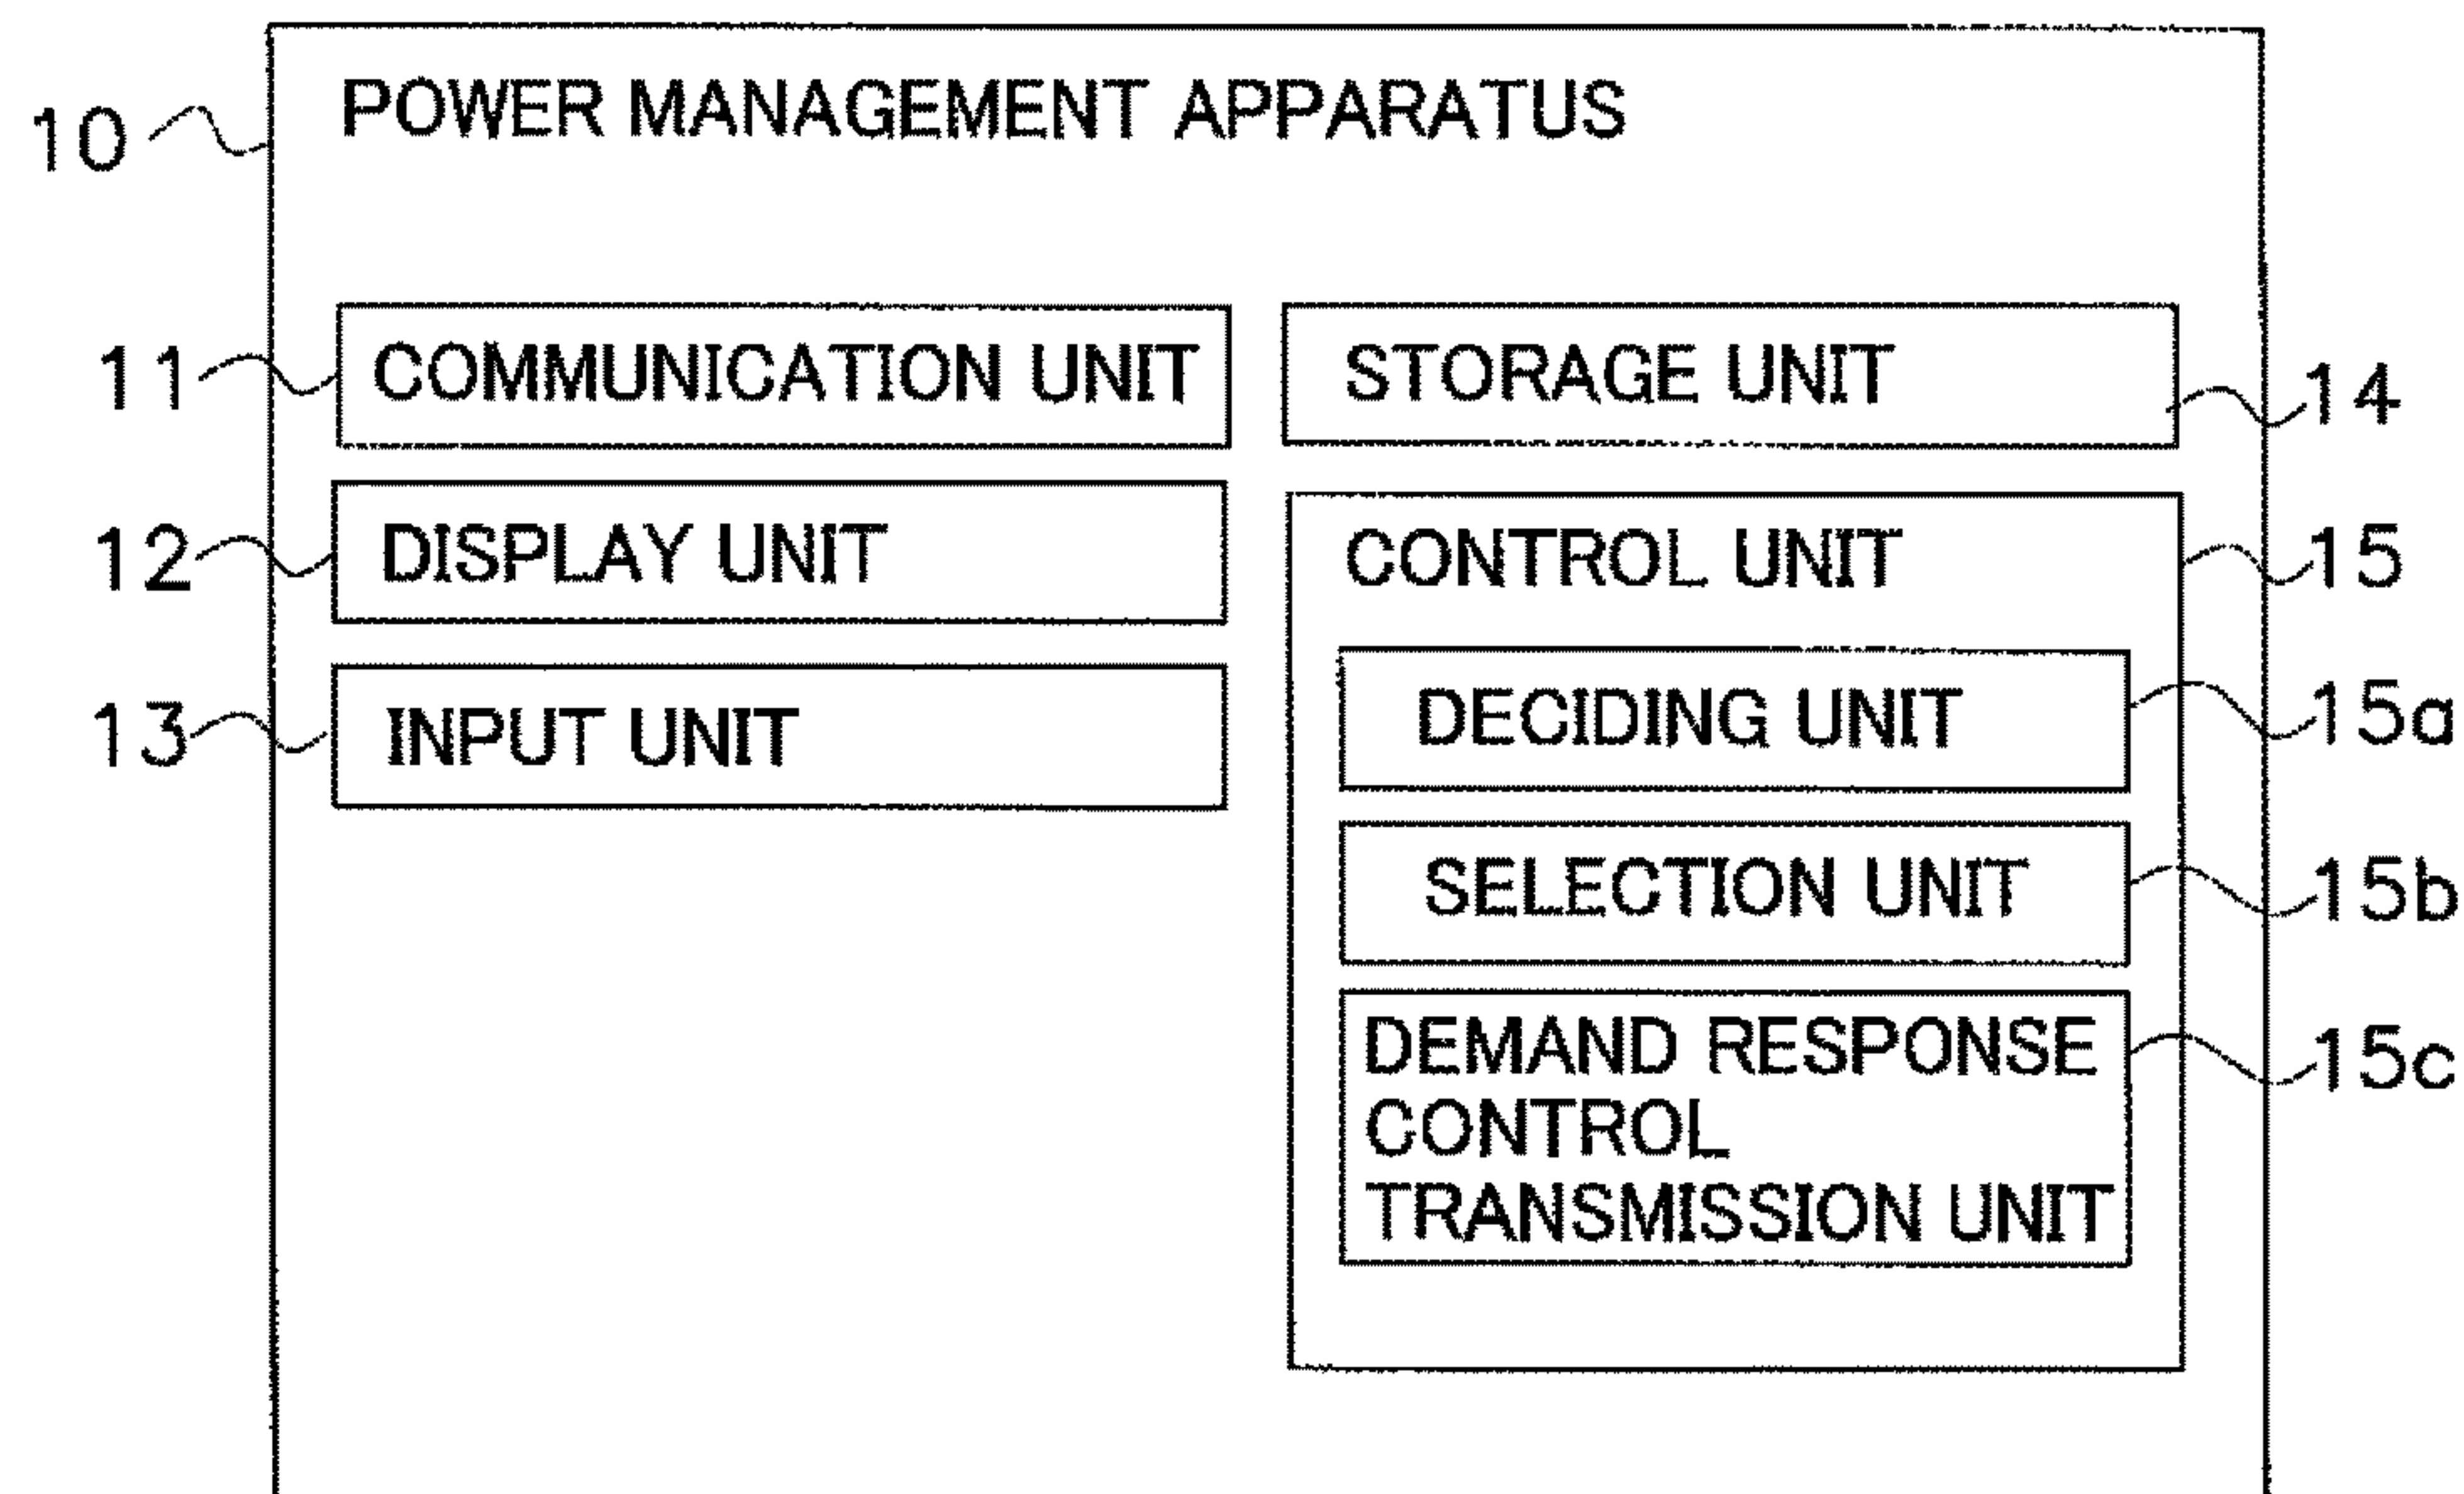 10
POWER MANAGEMENT APPARATUS
11
COMMUNICATION UNIT
12
DISPLAY UNIT
13
INPUT UNIT
STORAGE UNIT
14
CONTROL UNIT
15
DECIDING UNIT
15a
SELECTION UNIT
15b
DEMAND RESPONSE
CONTROL
TRANSMISSION UNIT
15c